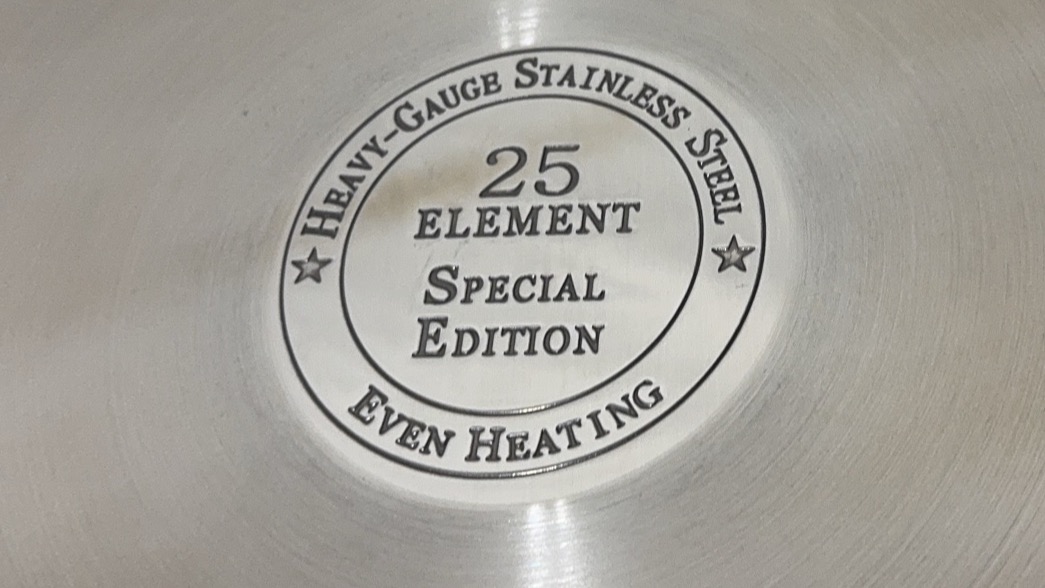 Heavy-Gauge Stainless Steel
25
ELEMENT
Special
Edition
Even Heating